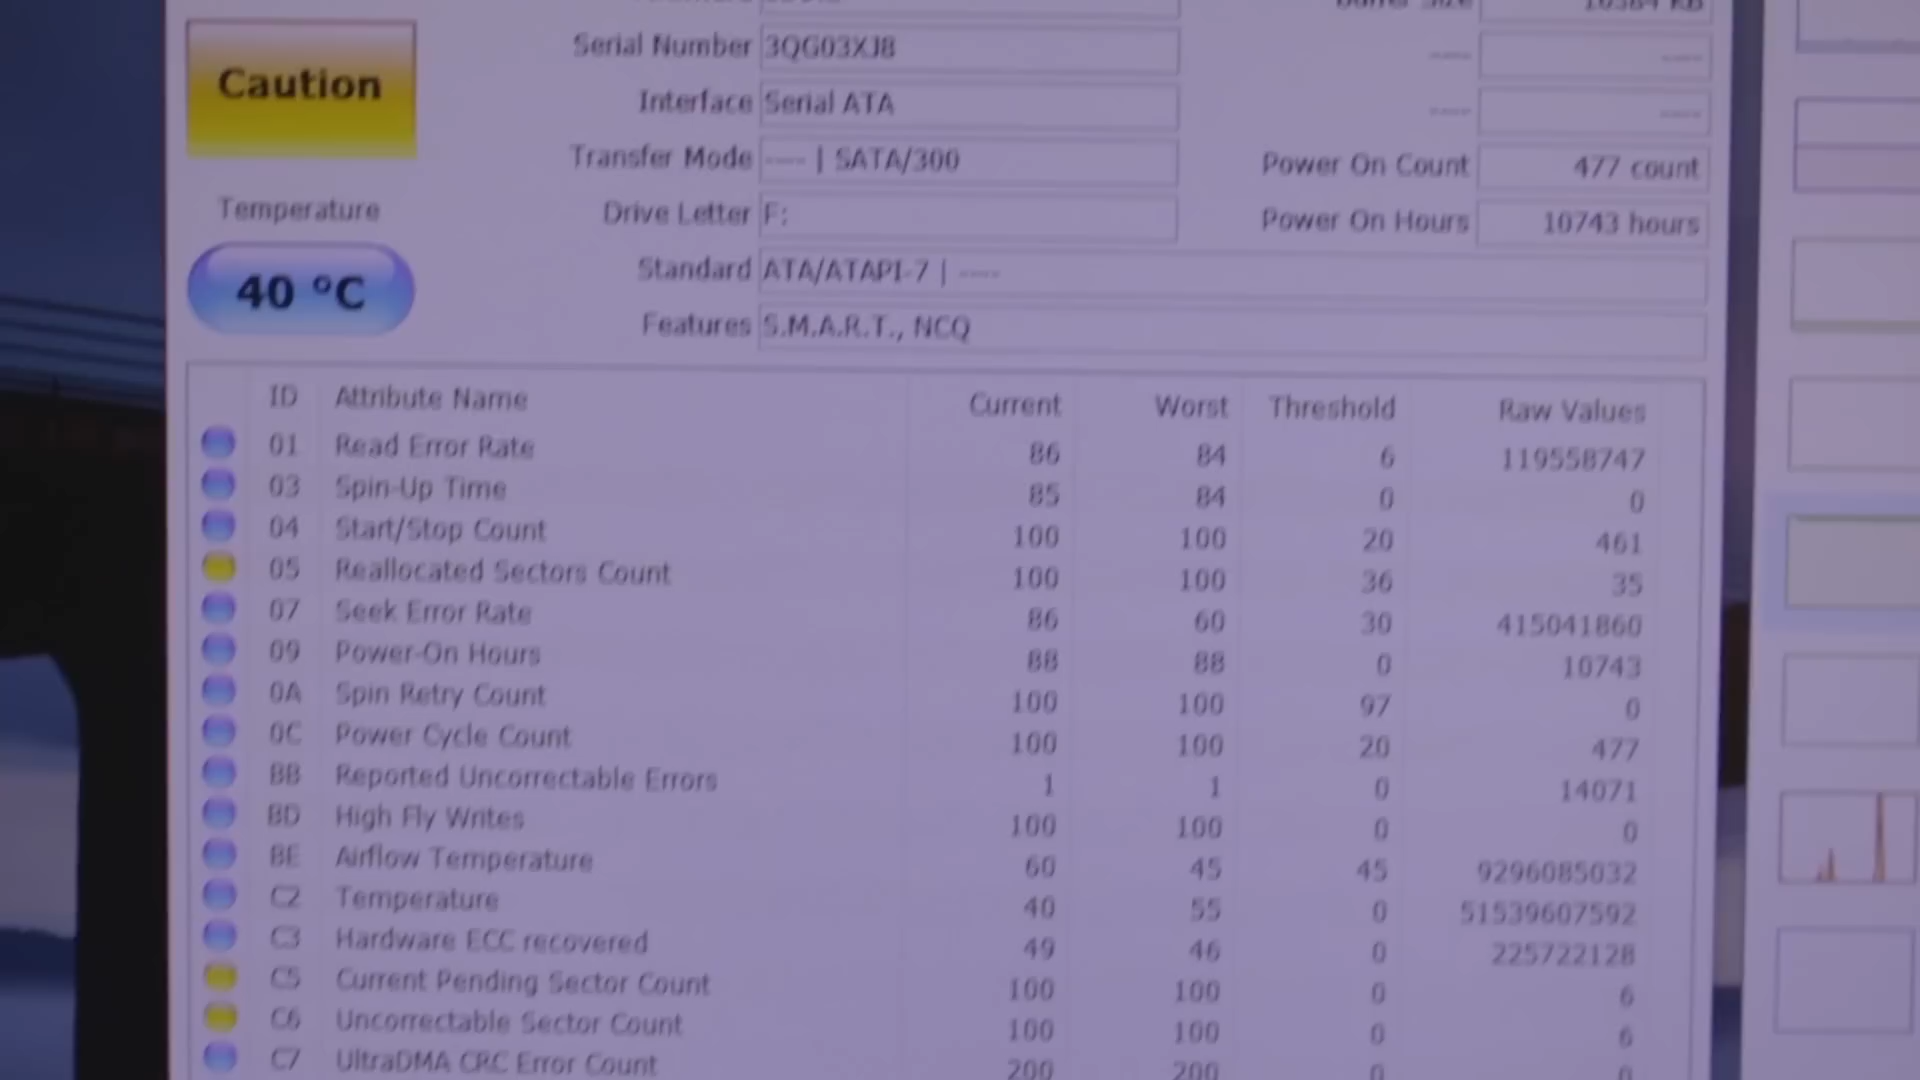 Caution
Serial Number 3QG03XJ8
Interface Serial ATA
Transfer Mode ---- | SATA/300
Power On Count 477 count
Temperature
Drive Letter F:
Power On Hours 10743 hours
40 °C
Standard ATA/ATAPI-7 | ----
Features S.M.A.R.T., NCQ
ID Attribute Name Current Worst Threshold Raw Values
01 Read Error Rate 86 84 6 119558747
03 Spin-Up Time 85 84 0 0
04 Start/Stop Count 100 100 20 461
05 Reallocated Sectors Count 100 100 36 35
07 Seek Error Rate 86 60 30 415041860
09 Power-On Hours 88 88 0 10743
0A Spin Retry Count 100 100 97 0
0C Power Cycle Count 100 100 20 477
BB Reported Uncorrectable Errors 1 1 0 14071
BD High Fly Writes 100 100 0 0
BE Airflow Temperature 60 45 45 9296085032
C2 Temperature 40 55 0 51539607592
C3 Hardware ECC recovered 49 46 0 225722128
C5 Current Pending Sector Count 100 100 0 6
C6 Uncorrectable Sector Count 100 100 0 6
C7 UltraDMA CRC Error Count 200 200 0 0